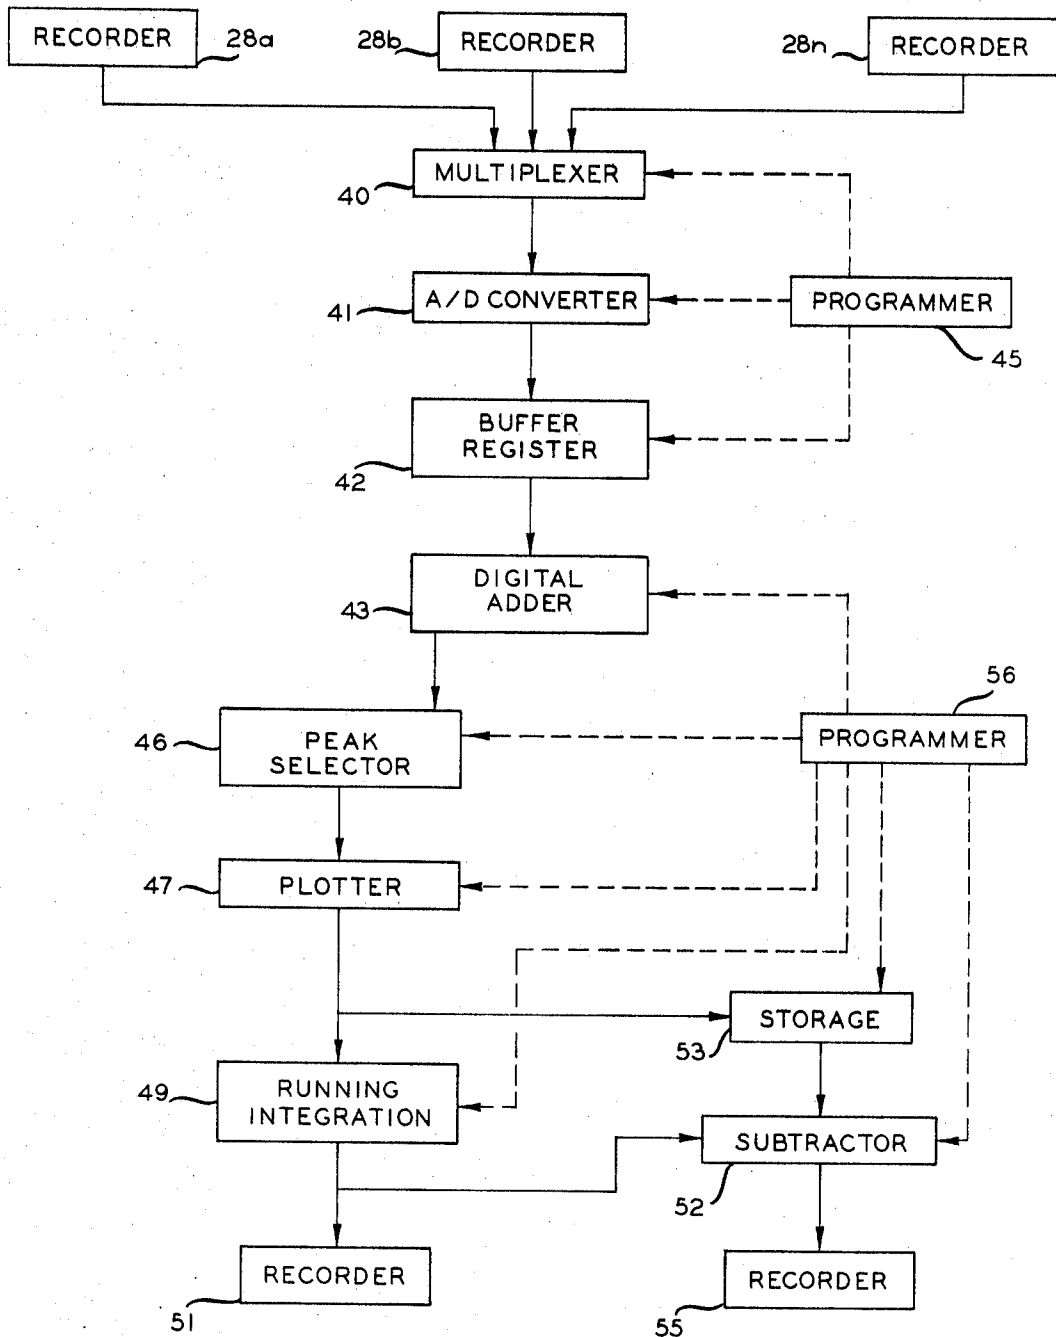 RECORDER
28a
28b
RECORDER
28n
RECORDER
MULTIPLEXER
40
A/D CONVERTER
41
PROGRAMMER
45
BUFFER
REGISTER
42
DIGITAL
ADDER
43
56
PROGRAMMER
46
PEAK
SELECTOR
47
PLOTTER
STORAGE
53
49
RUNNING
INTEGRATION
SUBTRACTOR
52
RECORDER
51
RECORDER
55